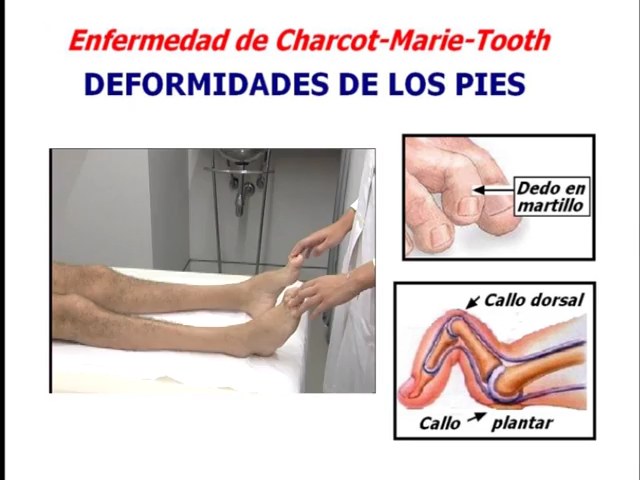 Enfermedad de Charcot-Marie-Tooth
DEFORMIDADES DE LOS PIES
Dedo en
martillo
Callo dorsal
Callo plantar